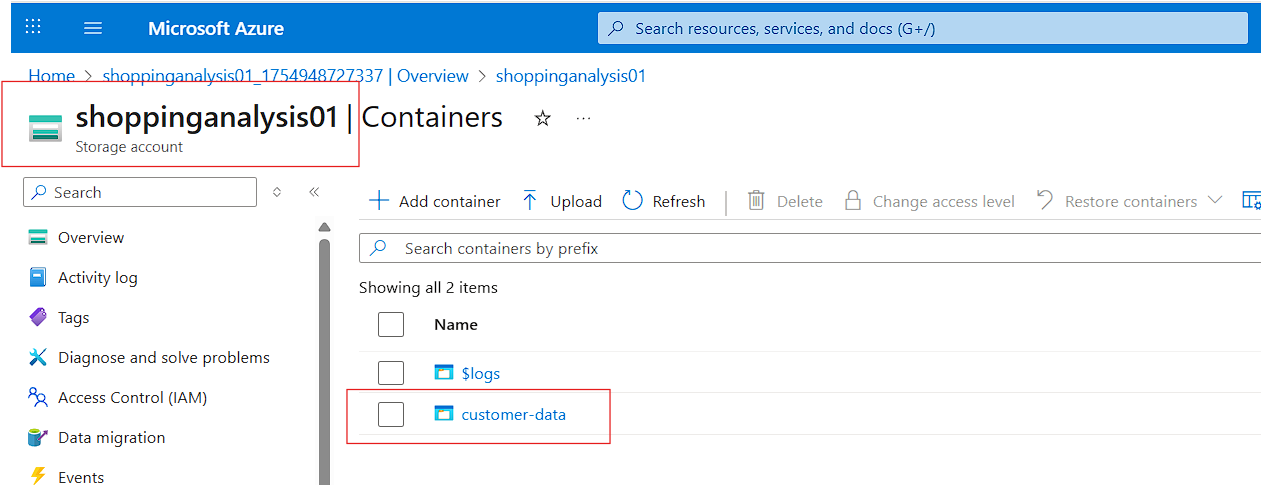 Microsoft Azure
Search resources, services, and docs (G+/)
Home > shoppinganalysis01_1754948727337 | Overview > shoppinganalysis01
shoppinganalysis01 | Containers ☆ ...
Storage account
Search
Add container Upload Refresh Delete Change access level Restore containers
Overview
Search containers by prefix
Activity log
Showing all 2 items
Tags
Name
Diagnose and solve problems
$logs
Access Control (IAM)
customer-data
Data migration
Events